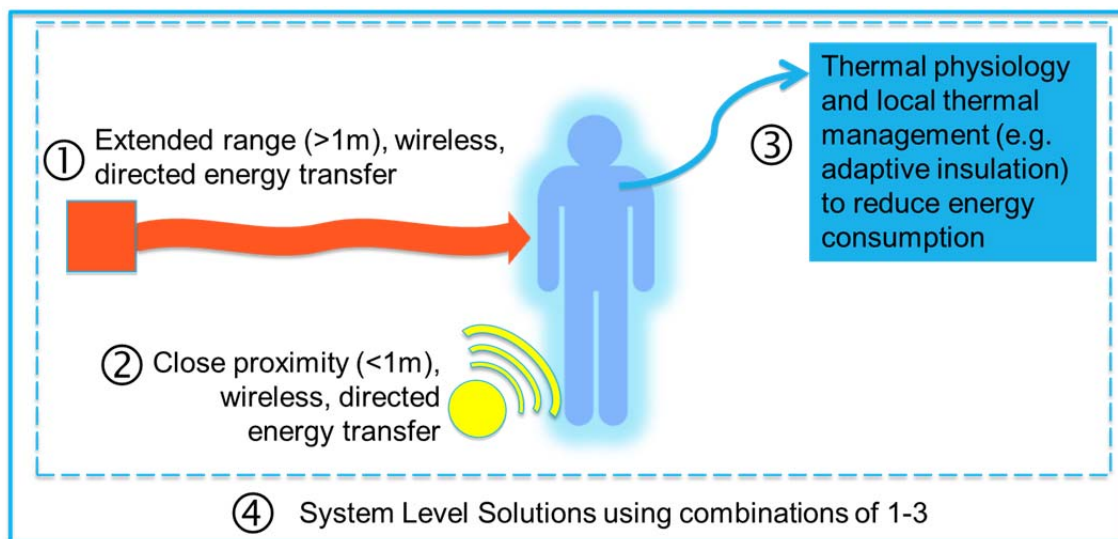 ① Extended range (>1m), wireless,
directed energy transfer
② Close proximity (<1m),
wireless, directed
energy transfer
③
Thermal physiology
and local thermal
management (e.g.
adaptive insulation)
to reduce energy
consumption
④ System Level Solutions using combinations of 1-3